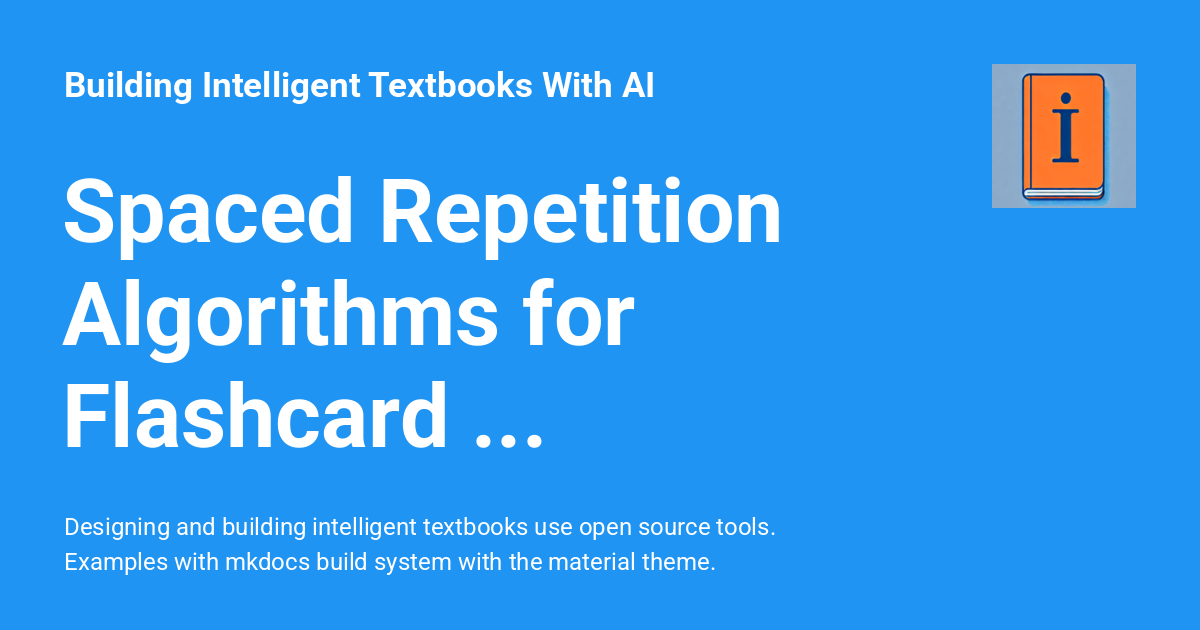 Building Intelligent Textbooks With AI
i
Spaced Repetition
Algorithms for
Flashcard ...
Designing and building intelligent textbooks use open source tools.
Examples with mkdocs build system with the material theme.